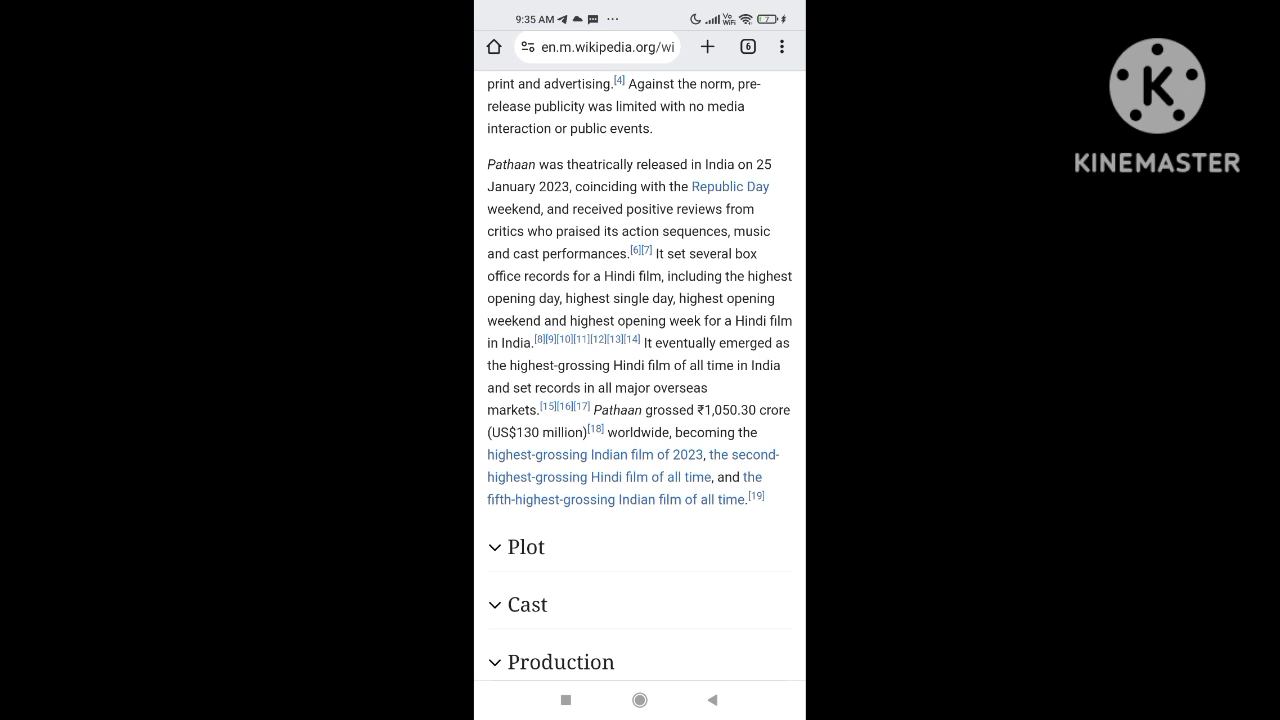 9:35 AM
Vo WiFi 7
en.m.wikipedia.org/wi 6
print and advertising.[4] Against the norm, pre-
release publicity was limited with no media
interaction or public events.
Pathaan was theatrically released in India on 25
January 2023, coinciding with the Republic Day
weekend, and received positive reviews from
critics who praised its action sequences, music
and cast performances.[6][7] It set several box
office records for a Hindi film, including the highest
opening day, highest single day, highest opening
weekend and highest opening week for a Hindi film
in India.[8][9][10][11][12][13][14] It eventually emerged as
the highest-grossing Hindi film of all time in India
and set records in all major overseas
markets.[15][16][17] Pathaan grossed ₹1,050.30 crore
(US$130 million)[18] worldwide, becoming the
highest-grossing Indian film of 2023, the second-
highest-grossing Hindi film of all time, and the
fifth-highest-grossing Indian film of all time.[19]
Plot
Cast
Production
K
KINEMASTER